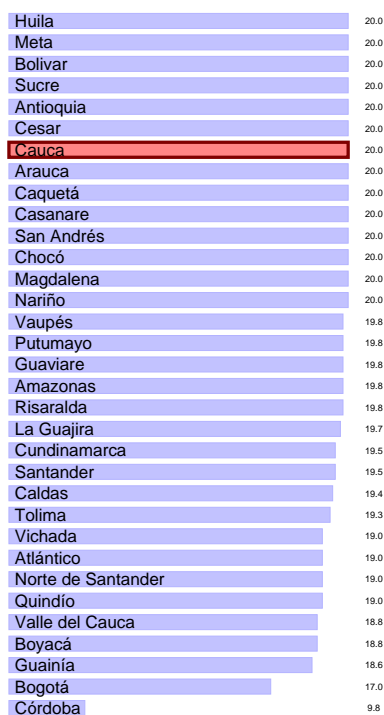 Huila 20.0
Meta 20.0
Bolivar 20.0
Sucre 20.0
Antioquia 20.0
Cesar 20.0
Cauca 20.0
Arauca 20.0
Caquetá 20.0
Casanare 20.0
San Andrés 20.0
Chocó 20.0
Magdalena 20.0
Nariño 20.0
Vaupés 19.8
Putumayo 19.8
Guaviare 19.8
Amazonas 19.8
Risaralda 19.8
La Guajira 19.7
Cundinamarca 19.5
Santander 19.5
Caldas 19.4
Tolima 19.3
Vichada 19.0
Atlántico 19.0
Norte de Santander 19.0
Quindío 19.0
Valle del Cauca 18.8
Boyacá 18.8
Guainía 18.6
Bogotá 17.0
Córdoba 9.8